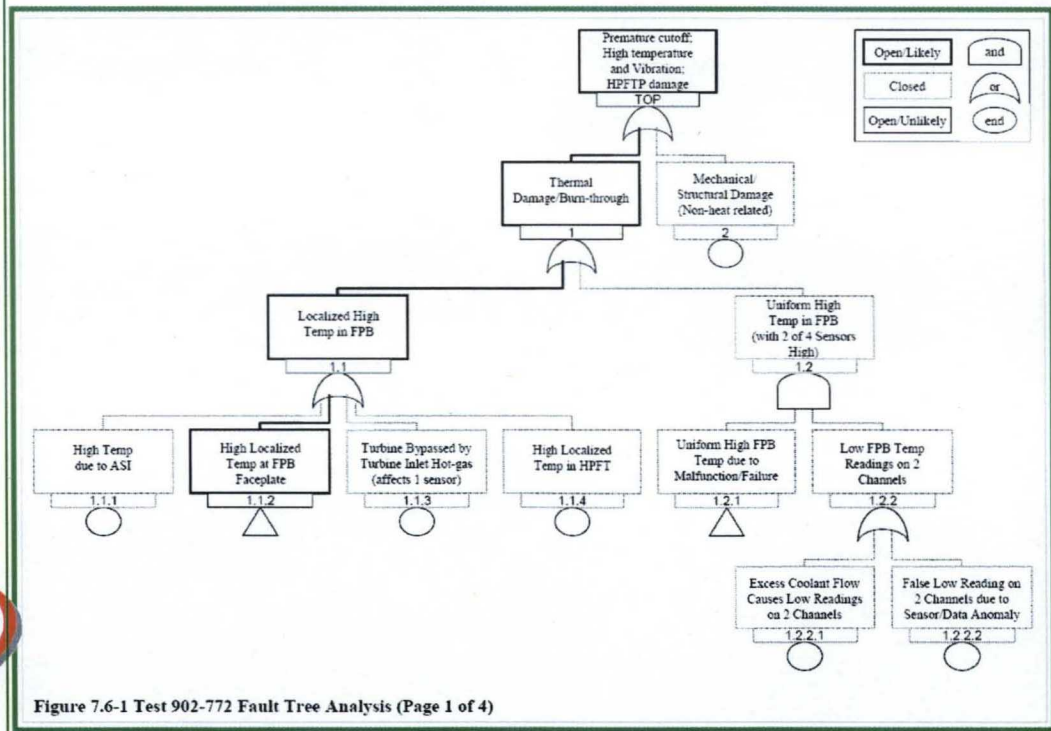 Premature cutoff;
High temperature
and Vibration;
HPFTP damage
TOP
Open/Likely
and
Closed
or
Open/Unlikely
end
Thermal
Damage/Burn-through
1
Mechanical/
Structural Damage
(Non-heat related)
2
Localized High
Temp in FPB
1.1
Uniform High
Temp in FPB
(with 2 of 4 Sensors
High)
1.2
High Temp
due to ASI
1.1.1
High Localized
Temp at FPB
Faceplate
1.1.2
Turbine Bypassed by
Turbine Inlet Hot-gas
(affects 1 sensor)
1.1.3
High Localized
Temp in HPFT
1.1.4
Uniform High FPB
Temp due to
Malfunction/Failure
1.2.1
Low FPB Temp
Readings on 2
Channels
1.2.2
Excess Coolant Flow
Causes Low Readings
on 2 Channels
1.2.2.1
False Low Reading on
2 Channels due to
Sensor/Data Anomaly
1.2.2.2
Figure 7.6-1 Test 902-772 Fault Tree Analysis (Page 1 of 4)